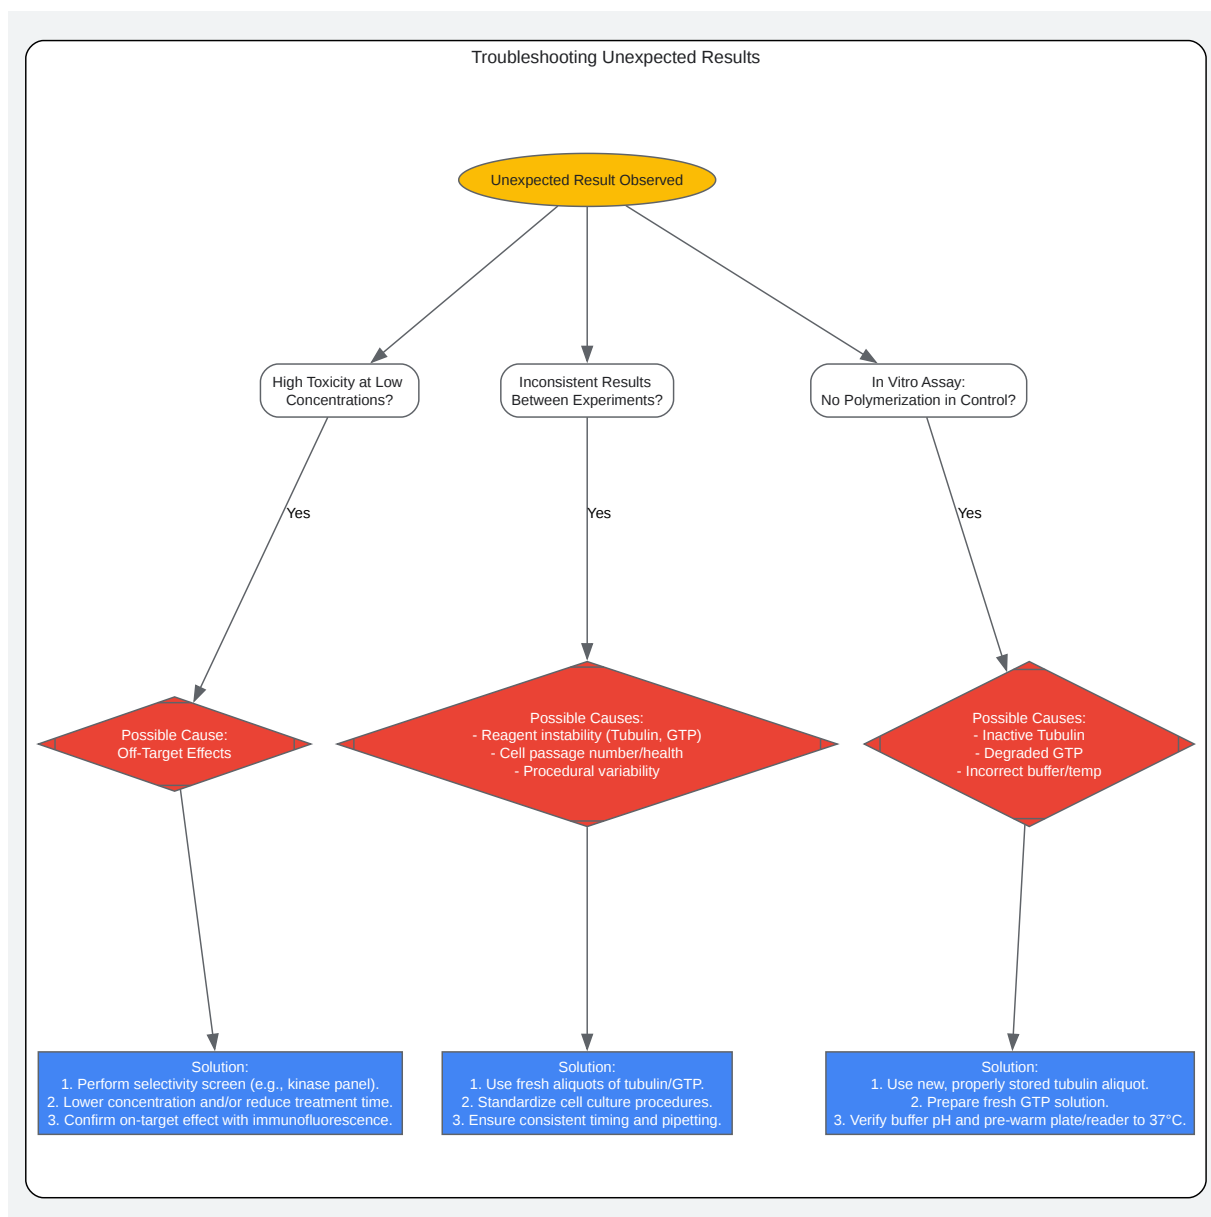 Troubleshooting Unexpected Results
Unexpected Result Observed
High Toxicity at Low
Concentrations?
Inconsistent Results
Between Experiments?
In Vitro Assay:
No Polymerization in Control?
Yes
Yes
Yes
Possible Cause:
Off-Target Effects
Possible Causes:
- Reagent instability (Tubulin, GTP)
- Cell passage number/health
- Procedural variability
Possible Causes:
- Inactive Tubulin
- Degraded GTP
- Incorrect buffer/temp
Solution:
1. Perform selectivity screen (e.g., kinase panel).
2. Lower concentration and/or reduce treatment time.
3. Confirm on-target effect with immunofluorescence.
Solution:
1. Use fresh aliquots of tubulin/GTP.
2. Standardize cell culture procedures.
3. Ensure consistent timing and pipetting.
Solution:
1. Use new, properly stored tubulin aliquot.
2. Prepare fresh GTP solution.
3. Verify buffer pH and pre-warm plate/reader to 37°C.